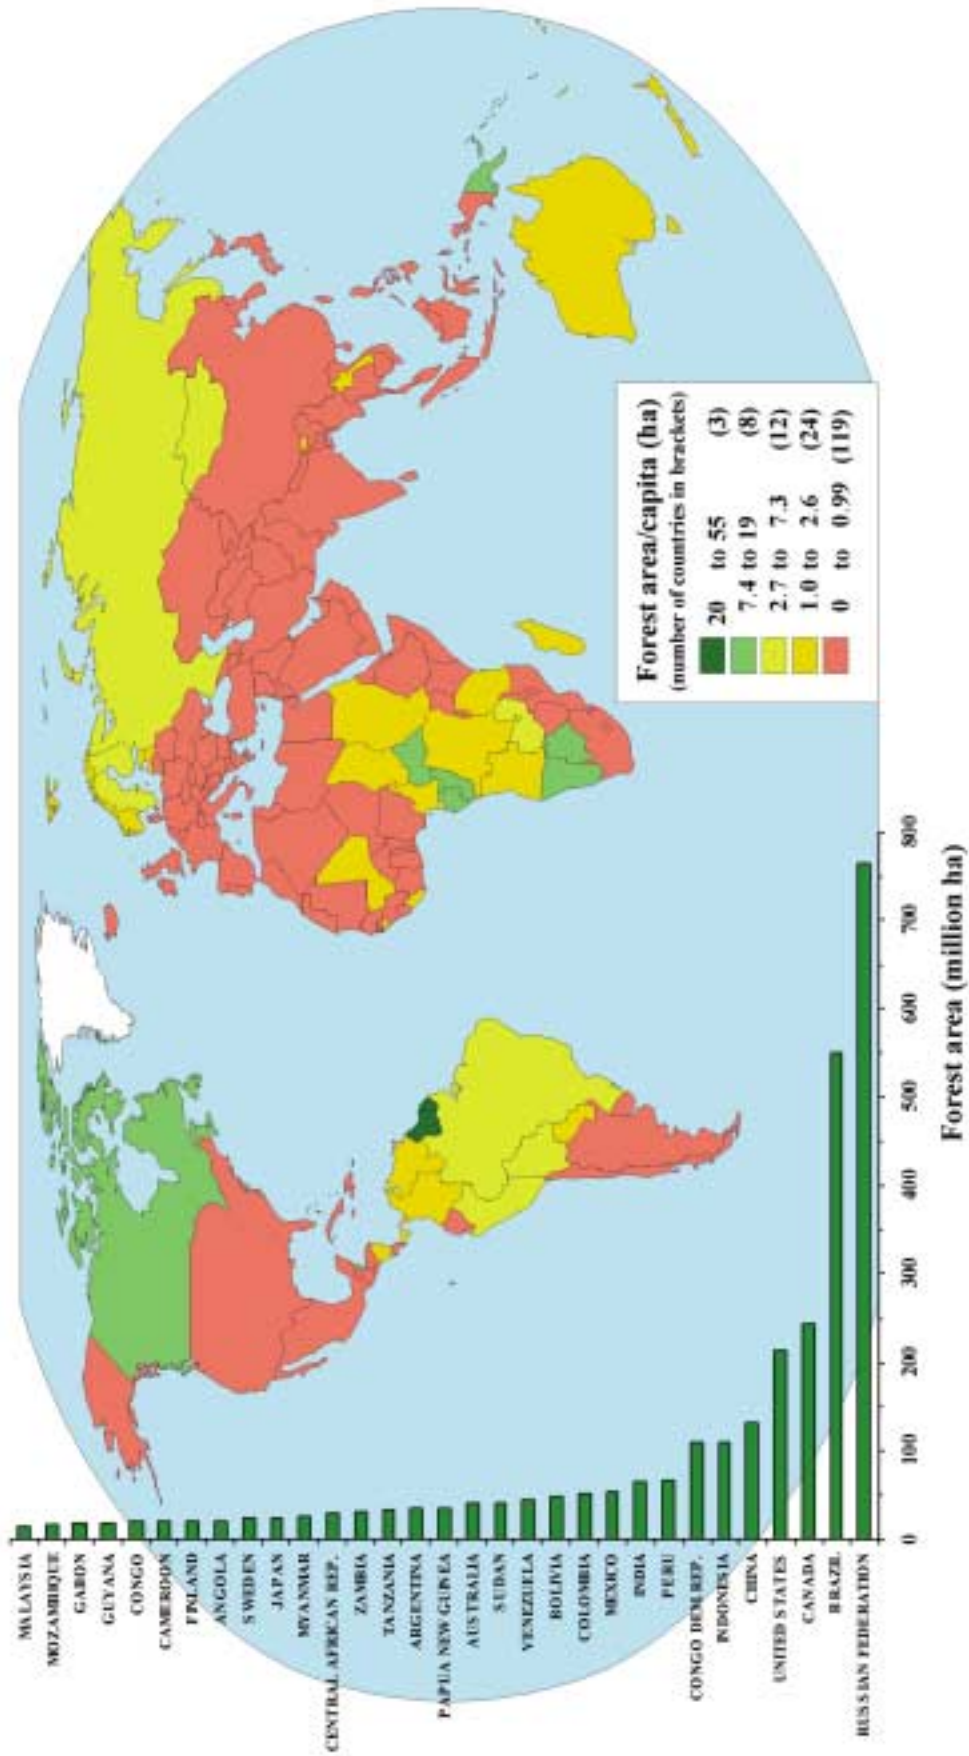 MALAYSIA
MOZAMBIQUE
GABON
GUYANA
CONGO
CAMEROON
FINLAND
ANGOLA
SWEDEN
JAPAN
MYANMAR
CENTRAL AFRICAN REP.
ZAMBIA
TANZANIA
ARGENTINA
PAPUA NEW GUINEA
AUSTRALIA
SUDAN
VENEZUELA
BOLIVIA
COLOMBIA
MEXICO
INDIA
PERU
CONGO DEM.REP.
INDONESIA
CHINA
UNITED STATES
CANADA
BRAZIL
RUSSIAN FEDERATION
0 100 200 300 400 500 600 700 800
Forest area (million ha)
Forest area/capita (ha)
(number of countries in brackets)
20 to 55 (3)
7.4 to 19 (8)
2.7 to 7.3 (12)
1.0 to 2.6 (24)
0 to 0.99 (119)